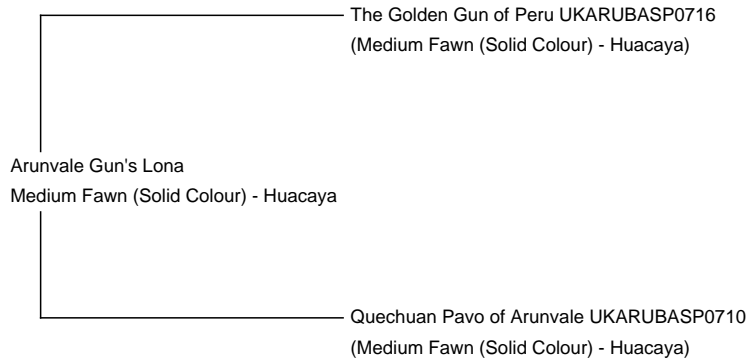 The Golden Gun of Peru UKARUBASP0716
(Medium Fawn (Solid Colour) - Huacaya)
Arunvale Gun's Lona
Medium Fawn (Solid Colour) - Huacaya
Quechuan Pavo of Arunvale UKARUBASP0710
(Medium Fawn (Solid Colour) - Huacaya)